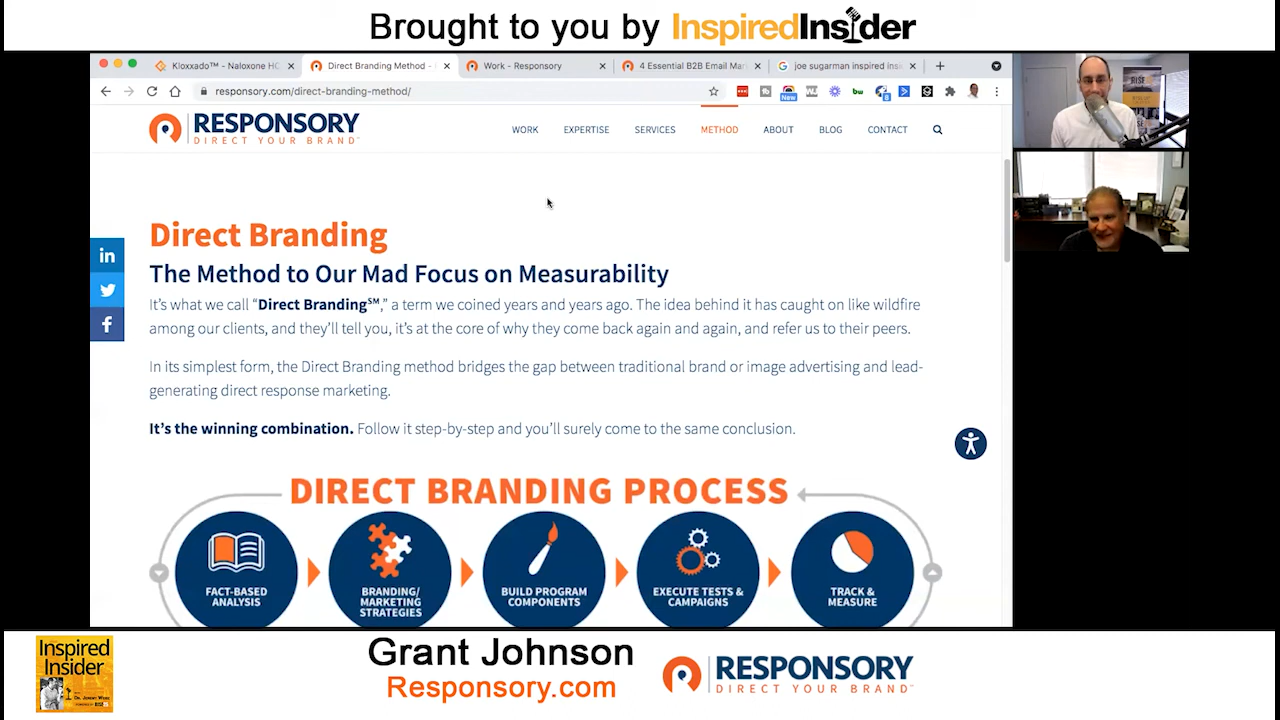 Brought to you by InspiredInsider
Kloxxado™ - Naloxone HC
Direct Branding Method -
Work - Responsory
4 Essential B2B Email Mar
joe sugarman inspired insi
responsory.com/direct-branding-method/
New
8
RESPONSORY
DIRECT YOUR BRAND
WORK
EXPERTISE
SERVICES
METHOD
ABOUT
BLOG
CONTACT
Direct Branding
The Method to Our Mad Focus on Measurability
It's what we call “Direct Branding℠,” a term we coined years and years ago. The idea behind it has caught on like wildfire
among our clients, and they'll tell you, it's at the core of why they come back again and again, and refer us to their peers.
In its simplest form, the Direct Branding method bridges the gap between traditional brand or image advertising and lead-
generating direct response marketing.
It's the winning combination. Follow it step-by-step and you'll surely come to the same conclusion.
DIRECT BRANDING PROCESS
FACT-BASED
ANALYSIS
BRANDING/
MARKETING
STRATEGIES
BUILD PROGRAM
COMPONENTS
EXECUTE TESTS &
CAMPAIGNS
TRACK &
MEASURE
in
f
RISE
Inspired
Insider
Grant Johnson
Responsory.com
RESPONSORY
DIRECT YOUR BRAND